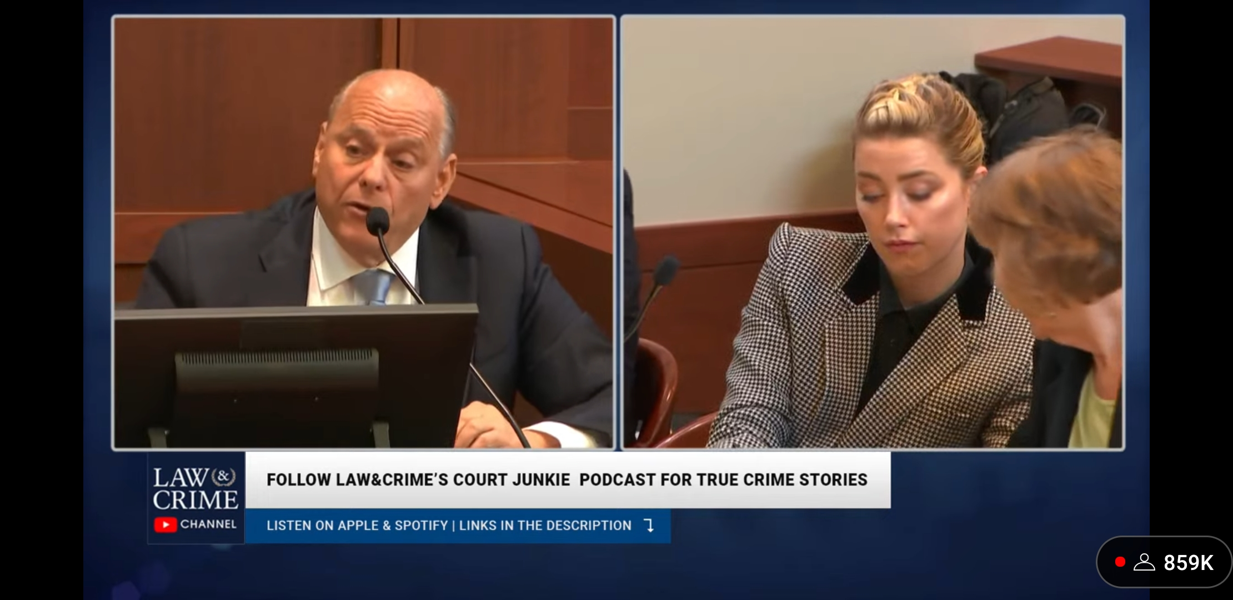 LAW & CRIME
CHANNEL
FOLLOW LAW&CRIME'S COURT JUNKIE PODCAST FOR TRUE CRIME STORIES
LISTEN ON APPLE & SPOTIFY | LINKS IN THE DESCRIPTION
859K